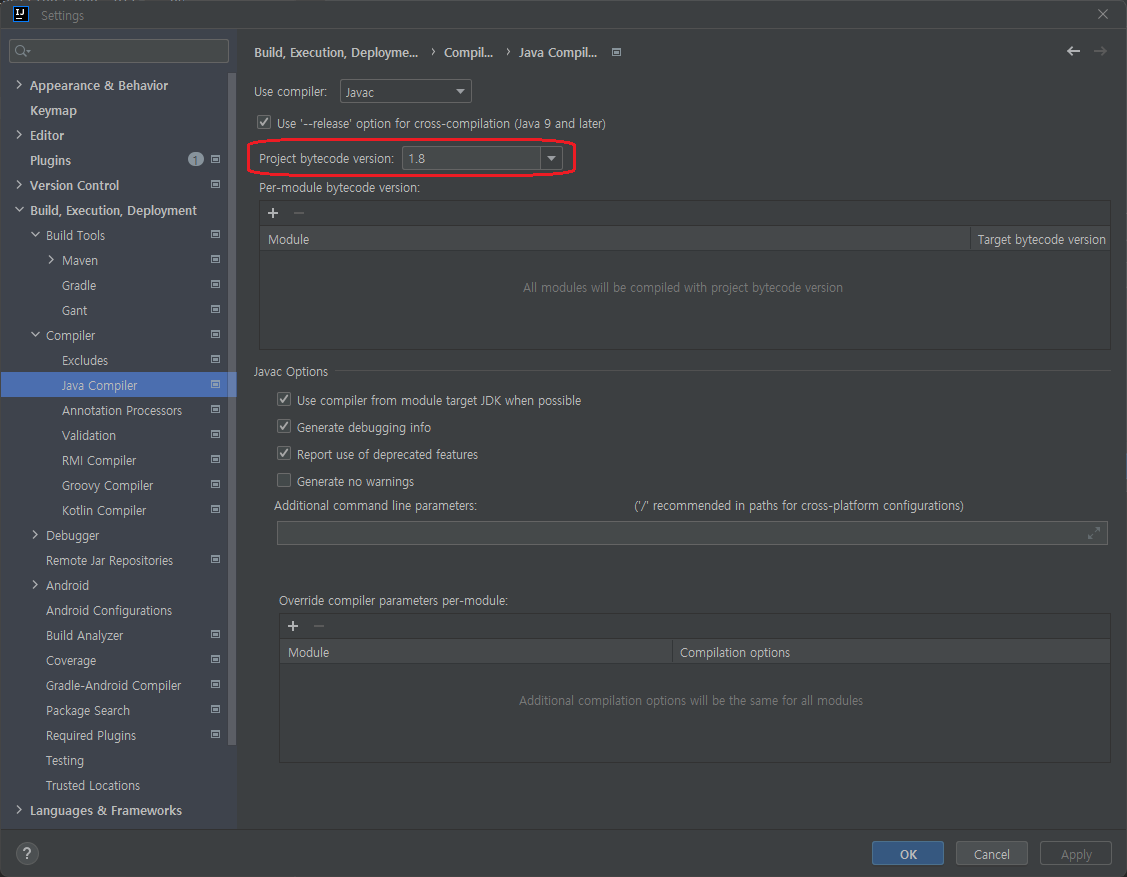 IJ
Settings
Appearance & Behavior
Keymap
Editor
Plugins 1
Version Control
Build, Execution, Deployment
Build Tools
Maven
Gradle
Gant
Compiler
Excludes
Java Compiler
Annotation Processors
Validation
RMI Compiler
Groovy Compiler
Kotlin Compiler
Debugger
Remote Jar Repositories
Android
Android Configurations
Build Analyzer
Coverage
Gradle-Android Compiler
Package Search
Required Plugins
Testing
Trusted Locations
Languages & Frameworks
Build, Execution, Deployme... › Compil... › Java Compil...
Use compiler: Javac
Use '--release' option for cross-compilation (Java 9 and later)
Project bytecode version: 1.8
Per-module bytecode version:
Module Target bytecode version
All modules will be compiled with project bytecode version
Javac Options
Use compiler from module target JDK when possible
Generate debugging info
Report use of deprecated features
Generate no warnings
Additional command line parameters: ('/' recommended in paths for cross-platform configurations)
Override compiler parameters per-module:
Module Compilation options
Additional compilation options will be the same for all modules
? OK Cancel Apply